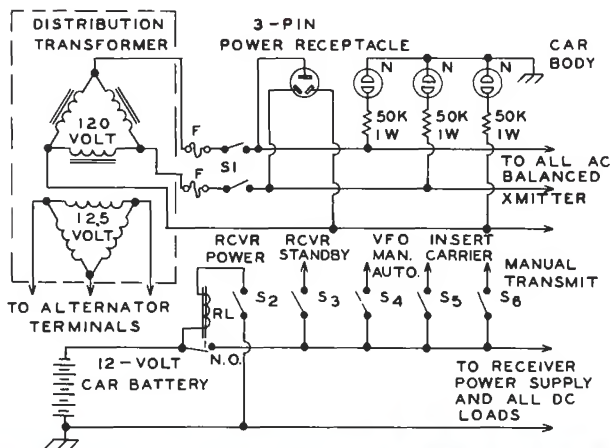 DISTRIBUTION
TRANSFORMER
3-PIN
POWER RECEPTACLE
CAR
BODY
N
N
N
50K
1W
50K
1W
50K
1W
120
VOLT
F
S1
F
TO ALL AC
BALANCED
XMITTER
12.5
VOLT
RCVR
POWER
RCVR
STANDBY
VFO
MAN.
AUTO.
INSERT
CARRIER
MANUAL
TRANSMIT
RL
S2
S3
S4
S5
S6
TO ALTERNATOR
TERMINALS
N.O.
12-VOLT
CAR BATTERY
TO RECEIVER
POWER SUPPLY
AND ALL DC
LOADS